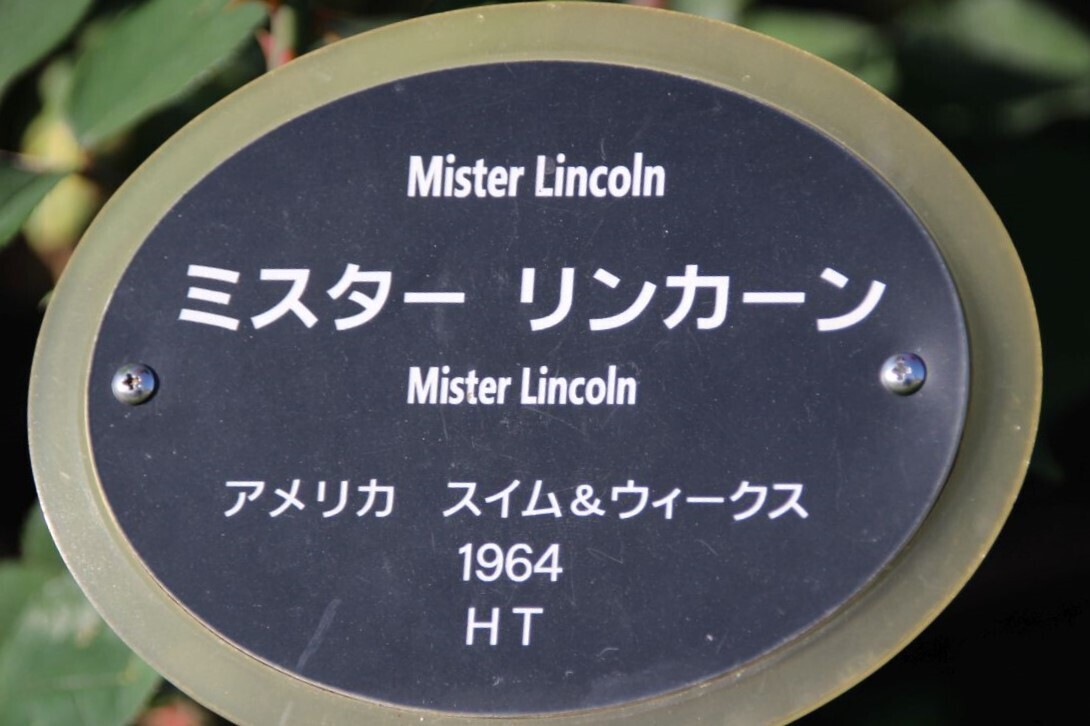 Mister Lincoln
ミスター リンカーン
Mister Lincoln
アメリカ　スイム＆ウィークス
1964
HT